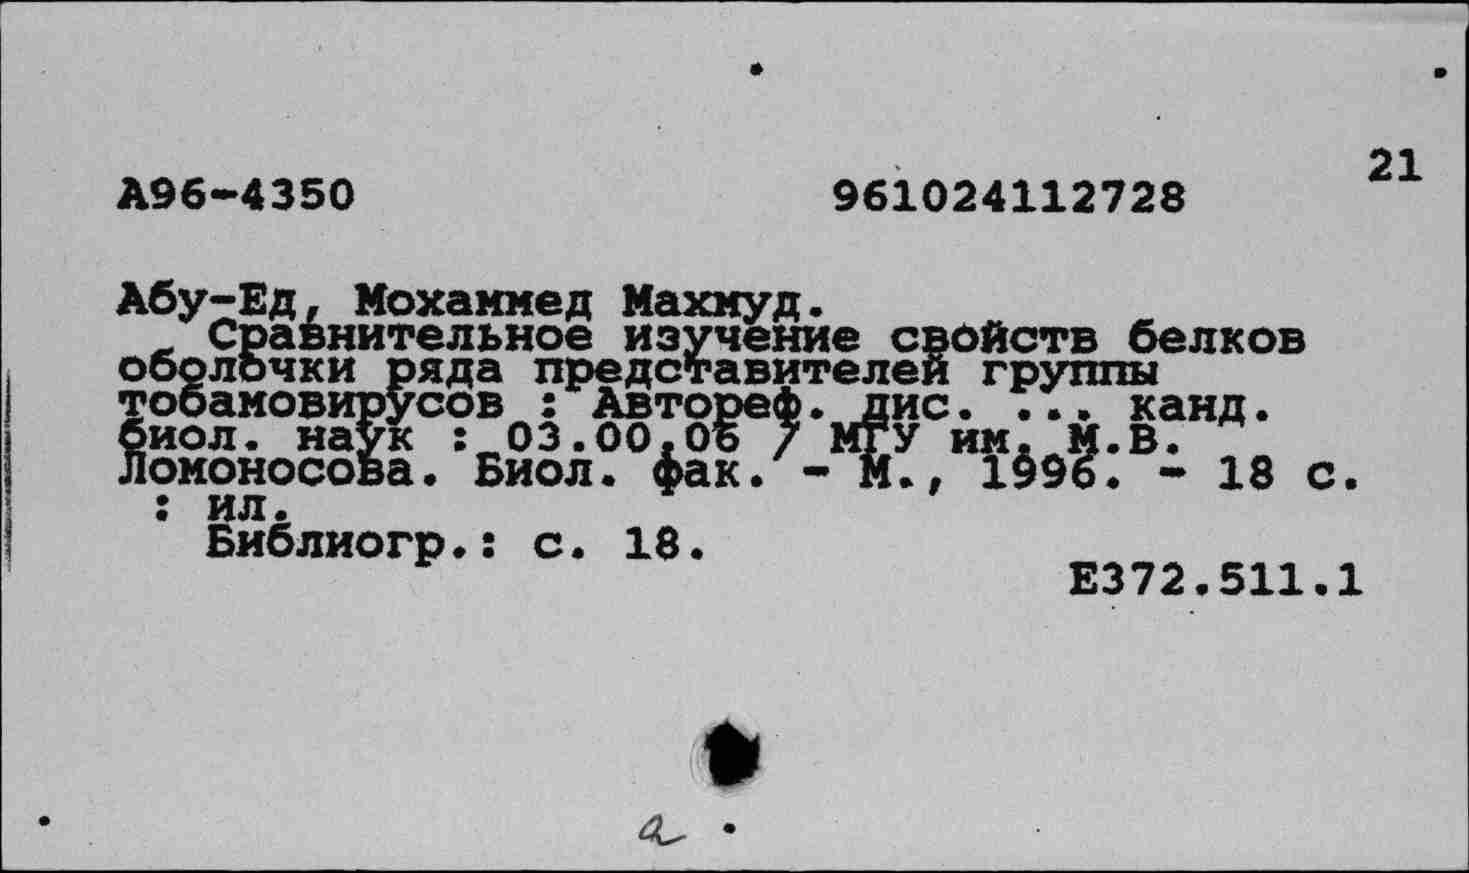 21
А96-4350 961024112728
Абу-Ед, Мохаммед Махмуд.
Сравнительное изучение свойств белков
оболочки ряда представителей группы
тобамовирусов : Автореф. дис. ... канд.
биол. наук : 03.00.06 / МГУ им. М.В.
Ломоносова. Биол. фак. - М., 1996. - 18 с.
: ил.
Библиогр.: с. 18.
Е372.511.1
а